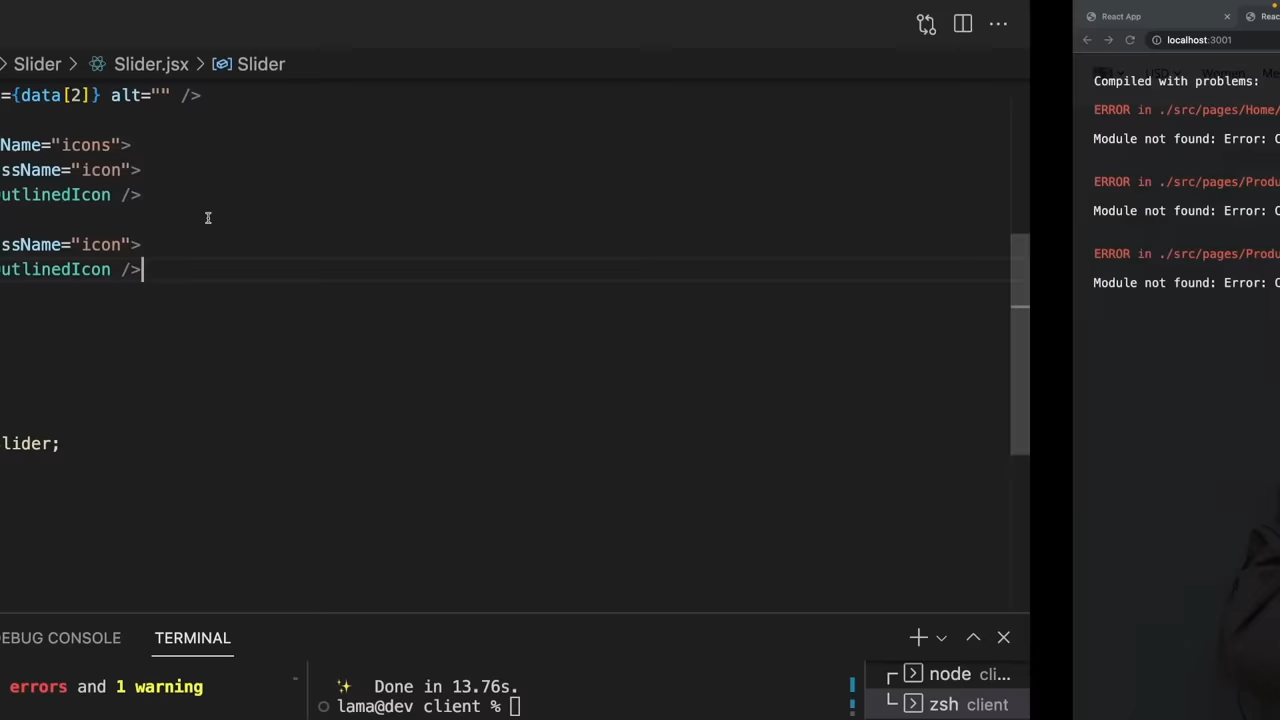 Slider > Slider.jsx > Slider
={data[2]} alt="" />
Name="icons">
ssName="icon">
utlinedIcon />
ssName="icon">
utlinedIcon />
lider;
DEBUG CONSOLE TERMINAL
errors and 1 warning
✨ Done in 13.76s.
lama@dev client %
node cli...
zsh client
React App
Reac
localhost:3001
Compiled with problems:
ERROR in ./src/pages/Home/
Module not found: Error: C
ERROR in ./src/pages/Produ
Module not found: Error: C
ERROR in ./src/pages/Produ
Module not found: Error: C